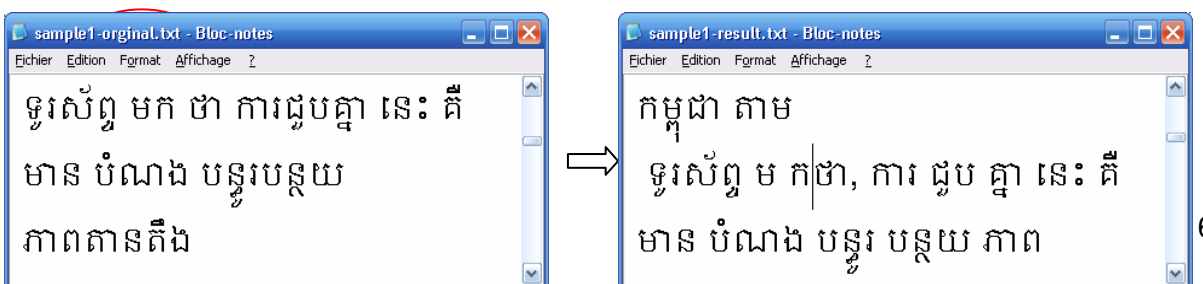 sample1-orginal.txt - Bloc-notes
Fichier Edition Format Affichage ?
ទូរស័ព្ទ មក ថា ការជួបគ្នា នេះ គឺ
មាន បំណង បន្ធូរបន្ថយ
ភាពតានតឹង
sample1-result.txt - Bloc-notes
Fichier Edition Format Affichage ?
កម្ពុជា តាម
ទូរស័ព្ទ ម កថា, ការ ជួប គ្នា នេះ គឺ
មាន បំណង បន្ធូរ បន្ថយ ភាព